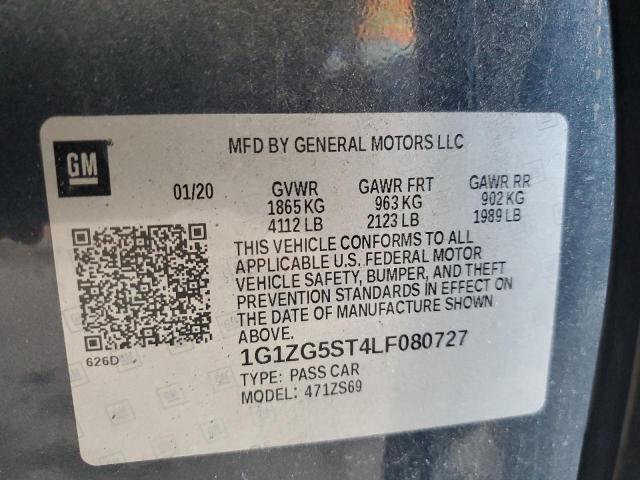 GM
MFD BY GENERAL MOTORS LLC
01/20 GVWR GAWR FRT GAWR RR
1865 KG 963 KG 902 KG
4112 LB 2123 LB 1989 LB
THIS VEHICLE CONFORMS TO ALL
APPLICABLE U.S. FEDERAL MOTOR
VEHICLE SAFETY, BUMPER, AND THEFT
PREVENTION STANDARDS IN EFFECT ON
THE DATE OF MANUFACTURE SHOWN
ABOVE.
626D
1G1ZG5ST4LF080727
TYPE: PASS CAR
MODEL: 471ZS69